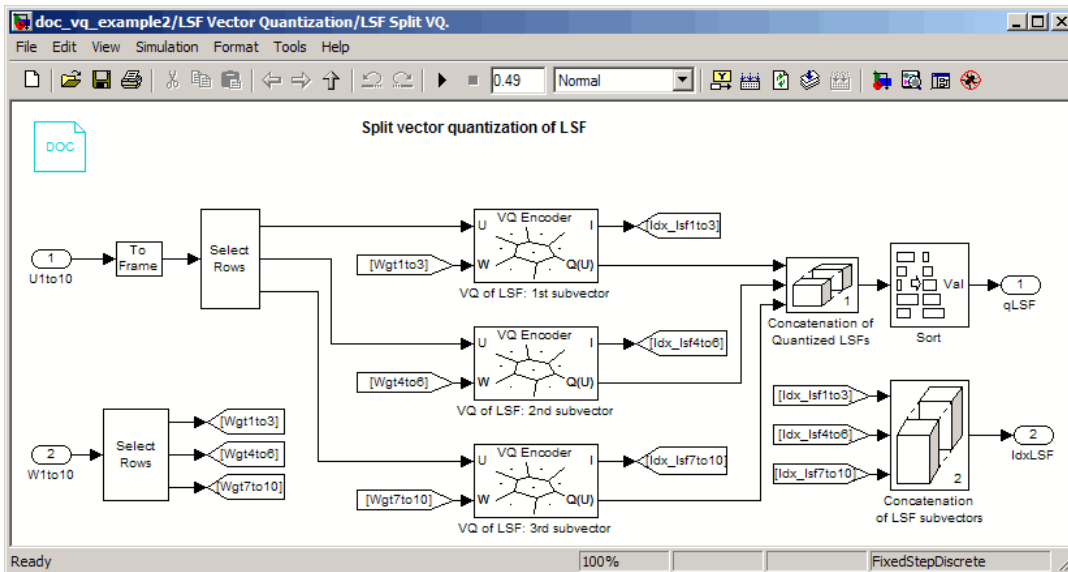 doc_vq_example2/LSF Vector Quantization/LSF Split VQ.
File Edit View Simulation Format Tools Help
0.49 Normal
Split vector quantization of LSF
DOC
1
U1to10
To
Frame
Select
Rows
VQ Encoder
U I
W Q(U)
[Wgt1to3]
VQ of LSF: 1st subvector
[Idx_lsf1to3]
VQ Encoder
U I
W Q(U)
[Wgt4to6]
VQ of LSF: 2nd subvector
[Idx_lsf4to6]
VQ Encoder
U I
W Q(U)
[Wgt7to10]
VQ of LSF: 3rd subvector
[Idx_lsf7to10]
1
Concatenation of
Quantized LSFs
Val
Sort
1
qLSF
2
W1to10
Select
Rows
[Wgt1to3]
[Wgt4to6]
[Wgt7to10]
[Idx_lsf1to3]
[Idx_lsf4to6]
[Idx_lsf7to10]
2
Concatenation
of LSF subvectors
2
IdxLSF
Ready 100% FixedStepDiscrete